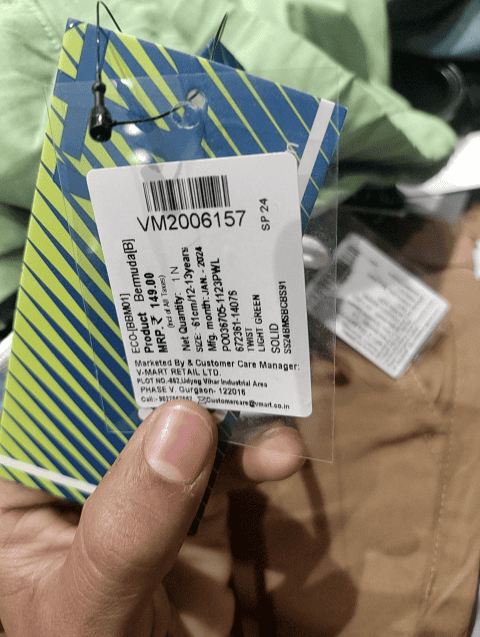 VM2006157
SP 24
ECO-[BBM01]
Product Bermuda[B]
MRP ₹ 149.00
(Incl of All Taxes)
Net Quantity: 1 N
SIZE - 61cm/12-13years
Mfg. month: JAN. - 2024
PO036705-1123PWL
672361-14075
TWIST
LIGHT GREEN
SOLID
Marketed By & Customer Care Manager:
V-MART RETAIL LTD.
PLOT NO.-862,Udyog Vihar Industrial Area
PHASE V. Gurgaon- 122016
Customercare@vmart.co.in